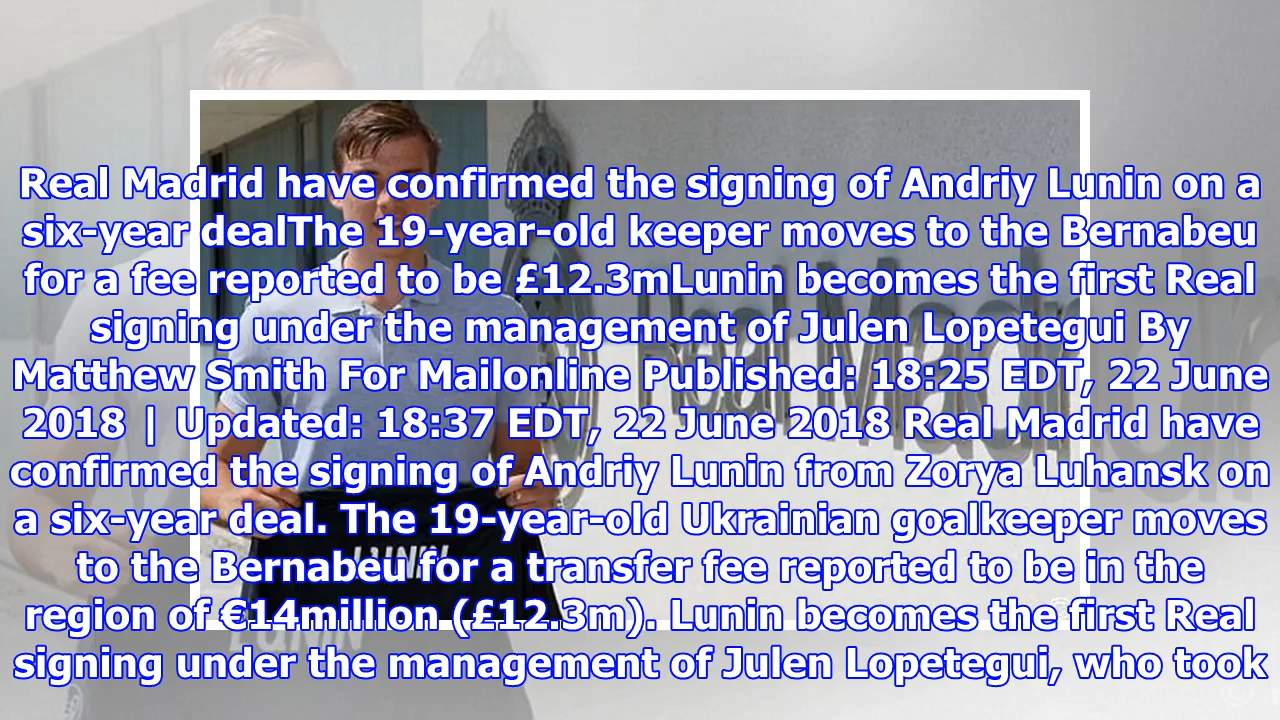 Real Madrid have confirmed the signing of Andriy Lunin on a
six-year dealThe 19-year-old keeper moves to the Bernabeu
for a fee reported to be £12.3mLunin becomes the first Real
signing under the management of Julen Lopetegui By
Matthew Smith For Mailonline Published: 18:25 EDT, 22 June
2018 | Updated: 18:37 EDT, 22 June 2018 Real Madrid have
confirmed the signing of Andriy Lunin from Zorya Luhansk on
a six-year deal. The 19-year-old Ukrainian goalkeeper moves
to the Bernabeu for a transfer fee reported to be in the
region of €14million (£12.3m). Lunin becomes the first Real
signing under the management of Julen Lopetegui, who took
Real Madrid
LUNIN
LUNIN